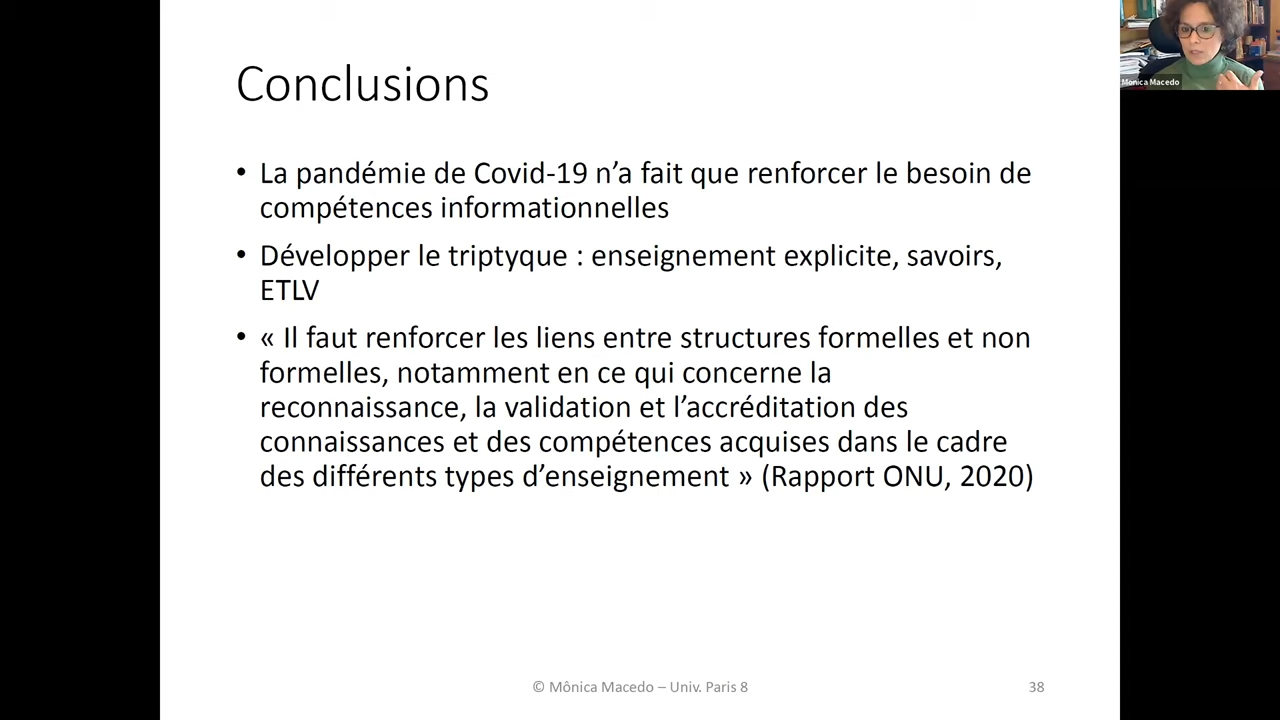 Conclusions
Monica Macedo
• La pandémie de Covid-19 n’a fait que renforcer le besoin de
compétences informationnelles
• Développer le triptyque : enseignement explicite, savoirs,
ETLV
• « Il faut renforcer les liens entre structures formelles et non
formelles, notamment en ce qui concerne la
reconnaissance, la validation et l’accréditation des
connaissances et des compétences acquises dans le cadre
des différents types d’enseignement » (Rapport ONU, 2020)
© Mônica Macedo – Univ. Paris 8
38